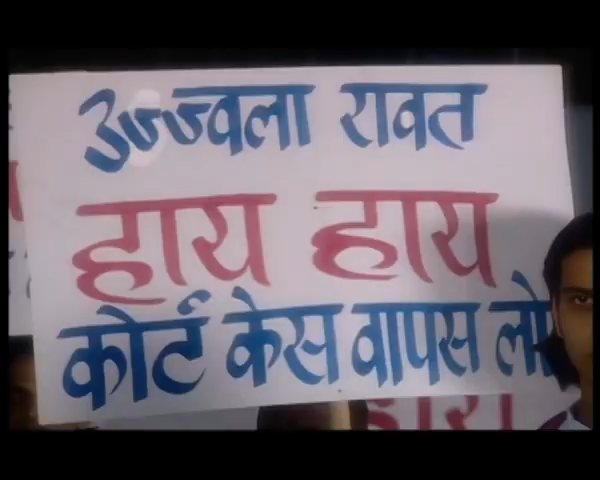 उज्ज्वला रावत
हाय हाय
कोर्ट केस वापस लो
हाय